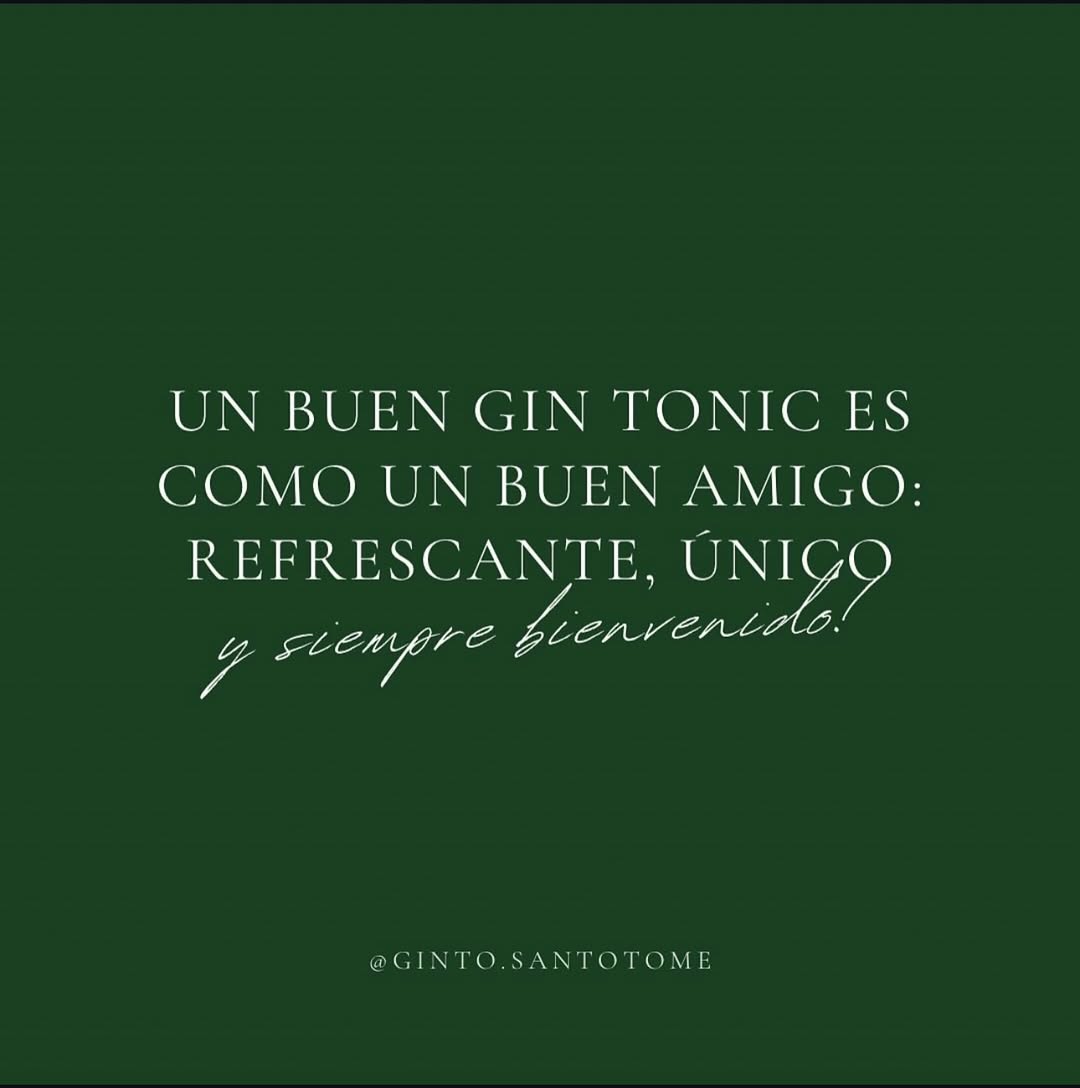 UN BUEN GIN TONIC ES
COMO UN BUEN AMIGO:
REFRESCANTE, ÚNICO
y siempre bienvenido!
@GINTO.SANTOTOME